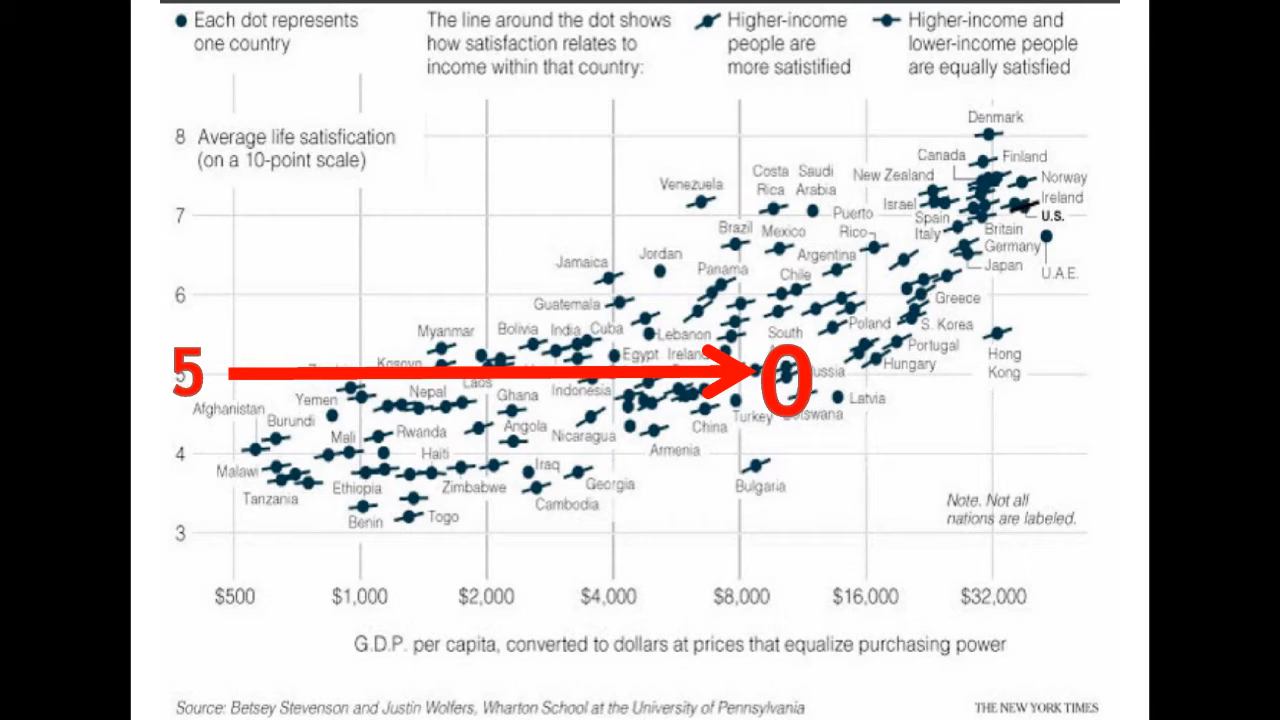 Each dot represents
one country
The line around the dot shows
how satisfaction relates to
income within that country:
Higher-income
people are
more satistified
Higher-income and
lower-income people
are equally satisfied
8 Average life satisfication
(on a 10-point scale)
Denmark
Canada
Finland
Costa
Rica
Saudi
Arabia
New Zealand
Norway
Venezuela
Israel
Ireland
7
Puerto
Rico
Spain
U.S.
Italy
Brazil
Mexico
Britain
Jordan
Argentina
Germany
Jamaica
Panama
Chile
Japan
U.A.E.
6
Guatemala
Greece
Myanmar
Bolivia
India
Cuba
Lebanon
South
Poland
S. Korea
Kosovo
Egypt
Ireland
Portugal
Hungary
Hong
Kong
5
0
Laos
Indonesia
Yemen
Nepal
Ghana
Latvia
Afghanistan
Burundi
Turkey
Mali
Rwanda
Angola
Nicaragua
China
Armenia
4
Malawi
Haiti
Iraq
Tanzania
Ethiopia
Zimbabwe
Georgia
Bulgaria
Cambodia
Benin
Togo
Note. Not all
nations are labeled.
3
$500 $1,000 $2,000 $4,000 $8,000 $16,000 $32,000
G.D.P. per capita, converted to dollars at prices that equalize purchasing power
Source: Betsey Stevenson and Justin Wolfers, Wharton School at the University of Pennsylvania
THE NEW YORK TIMES